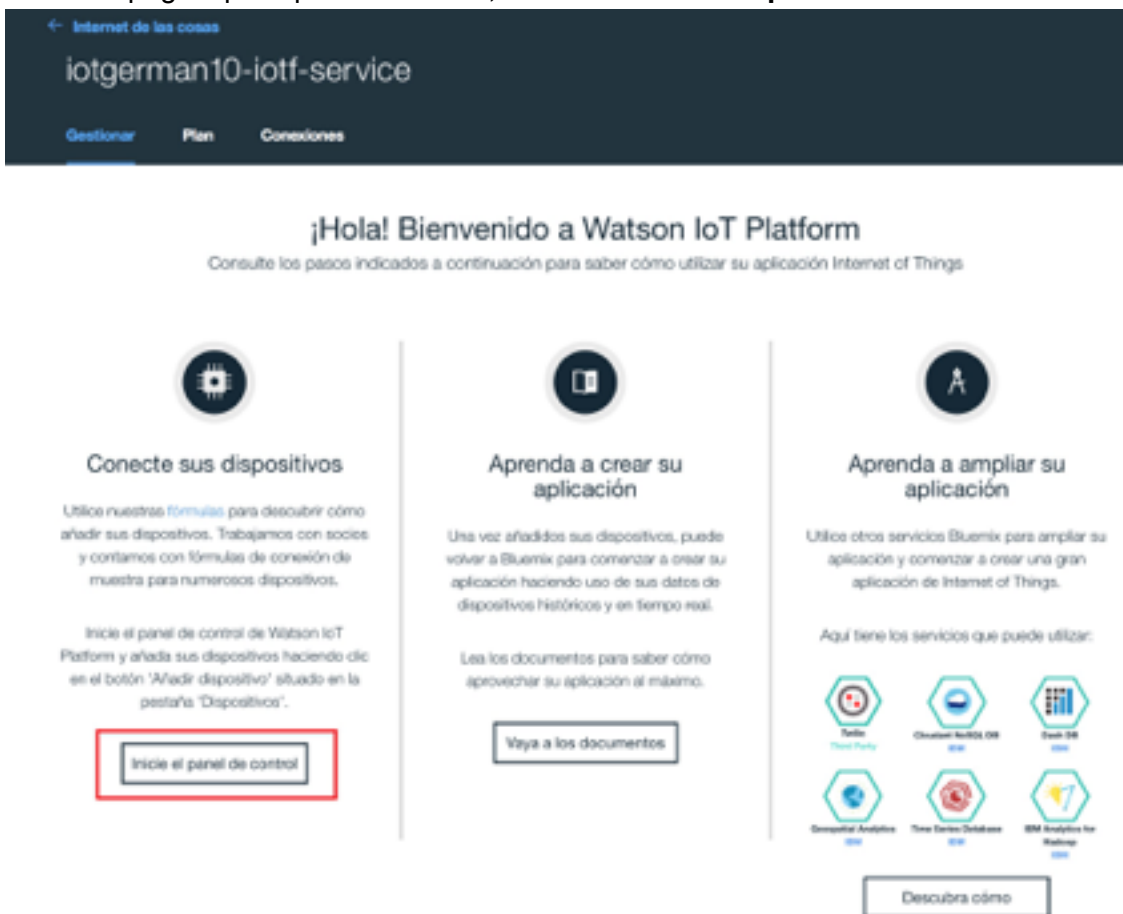 ← Internet de las cosas
iotgerman10-iotf-service
Gestionar Plan Conexiones
¡Hola! Bienvenido a Watson IoT Platform
Consulte los pasos indicados a continuación para saber cómo utilizar su aplicación Internet of Things
Conecte sus dispositivos
Utilice nuestras fórmulas para descubrir cómo
añadir sus dispositivos. Trabajamos con socios
y contamos con fórmulas de conexión de
muestra para numerosos dispositivos.
Inicie el panel de control de Watson IoT
Platform y añada sus dispositivos haciendo clic
en el botón 'Añadir dispositivo' situado en la
pestaña 'Dispositivos'.
Inicie el panel de control
Aprenda a crear su
aplicación
Una vez añadidos sus dispositivos, puede
volver a Bluemix para comenzar a crear su
aplicación haciendo uso de sus datos de
dispositivos históricos y en tiempo real.
Lea los documentos para saber cómo
aprovechar su aplicación al máximo.
Vaya a los documentos
Aprenda a ampliar su
aplicación
Utilice otros servicios Bluemix para ampliar su
aplicación y comenzar a crear una gran
aplicación de Internet of Things.
Aquí tiene los servicios que puede utilizar:
Twilio
Third Party
Cloudant NoSQL DB
IBM
Dash DB
IBM
Geospatial Analytics
IBM
Time Series Database
IBM
IBM Analytics for
Hadoop
IBM
Descubra cómo